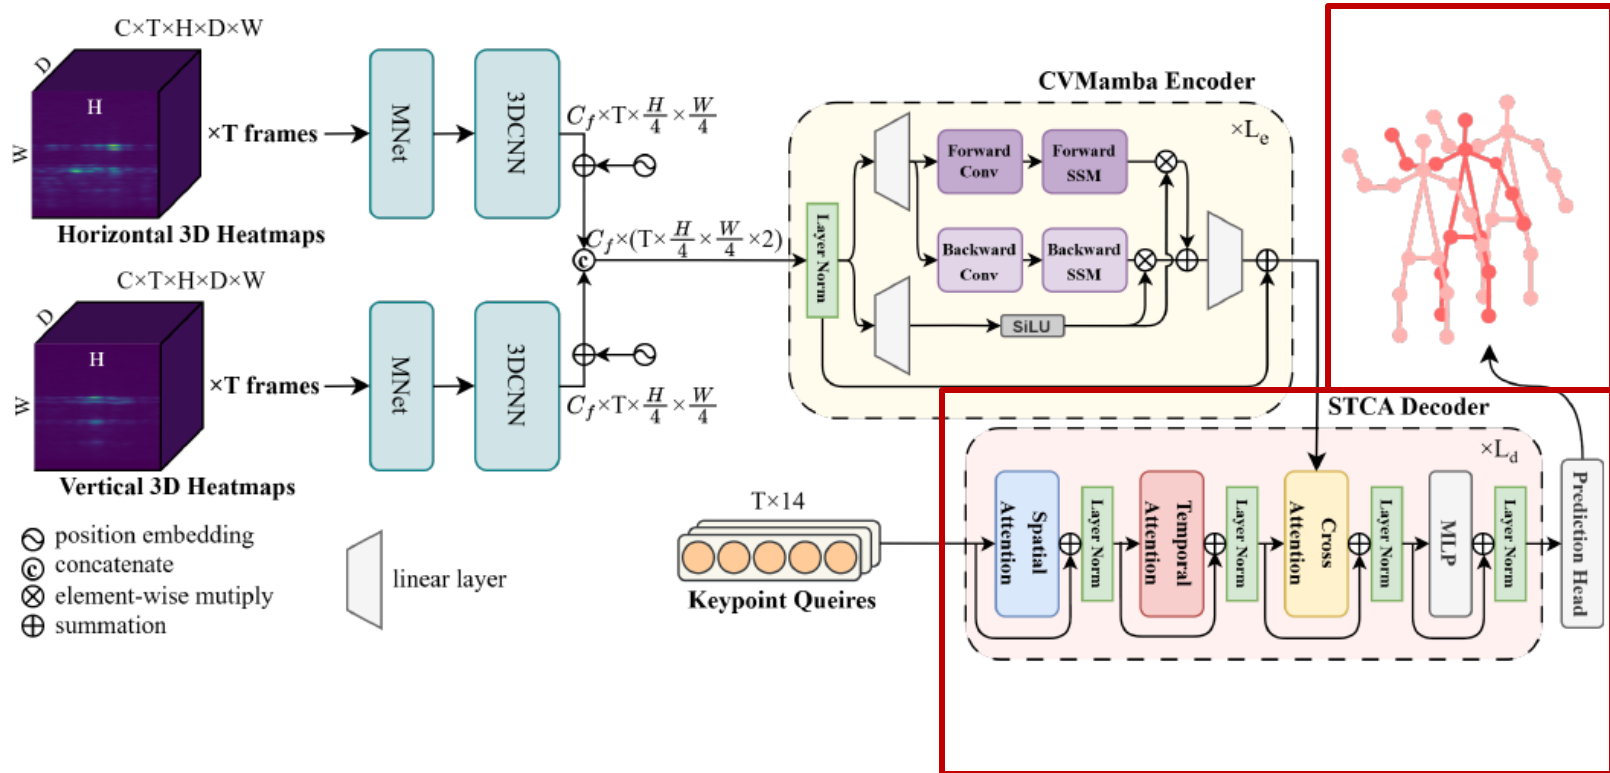 C×T×H×D×W
D
H
W
×T frames
Horizontal 3D Heatmaps
MNet
3DCNN
C_f×T×H/4×W/4
C×T×H×D×W
D
H
W
×T frames
Vertical 3D Heatmaps
MNet
3DCNN
C_f×T×H/4×W/4
c
C_f×(T×H/4×W/4×2)
CVMamba Encoder
×L_e
Layer Norm
Forward Conv
Forward SSM
Backward Conv
Backward SSM
SiLU
position embedding
c concatenate
element-wise mutiply
summation
linear layer
T×14
Keypoint Queires
STCA Decoder
×L_d
Spatial Attention
Layer Norm
Temporal Attention
Layer Norm
Cross Attention
Layer Norm
MLP
Layer Norm
Prediction Head